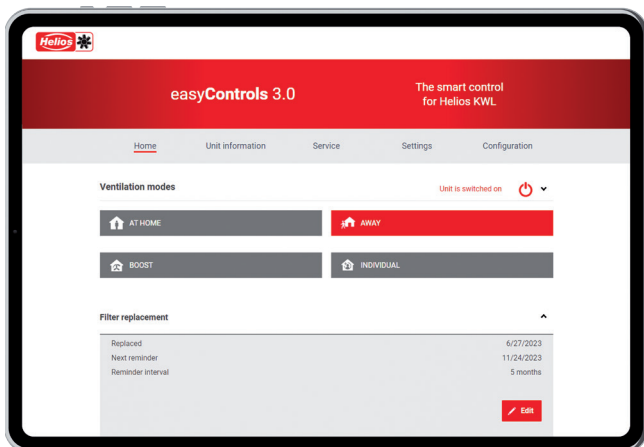 Helios
easyControls 3.0
The smart control
for Helios KWL
Home Unit information Service Settings Configuration
Ventilation modes Unit is switched on
AT HOME AWAY
BOOST INDIVIDUAL
Filter replacement
Replaced 6/27/2023
Next reminder 11/24/2023
Reminder interval 5 months
Edit